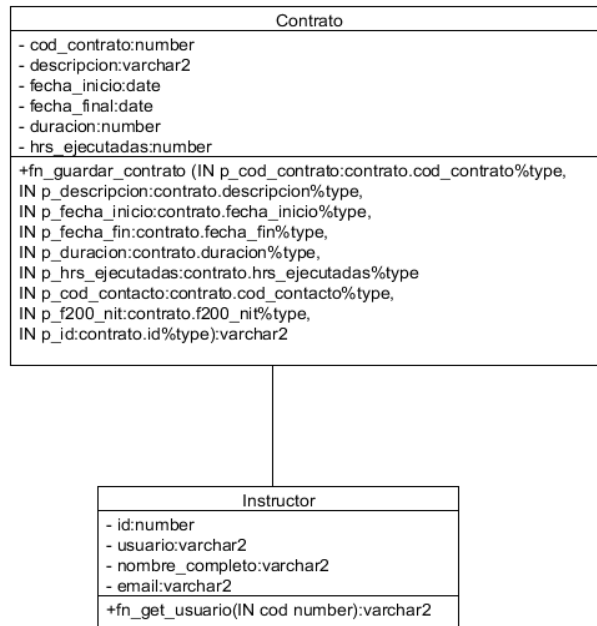 Contrato
- cod_contrato:number
- descripcion:varchar2
- fecha_inicio:date
- fecha_final:date
- duracion:number
- hrs_ejecutadas:number
+fn_guardar_contrato (IN p_cod_contrato:contrato.cod_contrato%type,
IN p_descripcion:contrato.descripcion%type,
IN p_fecha_inicio:contrato.fecha_inicio%type,
IN p_fecha_fin:contrato.fecha_fin%type,
IN p_duracion:contrato.duracion%type,
IN p_hrs_ejecutadas:contrato.hrs_ejecutadas%type
IN p_cod_contacto:contrato.cod_contacto%type,
IN p_f200_nit:contrato.f200_nit%type,
IN p_id:contrato.id%type):varchar2
Instructor
- id:number
- usuario:varchar2
- nombre_completo:varchar2
- email:varchar2
+fn_get_usuario(IN cod number):varchar2